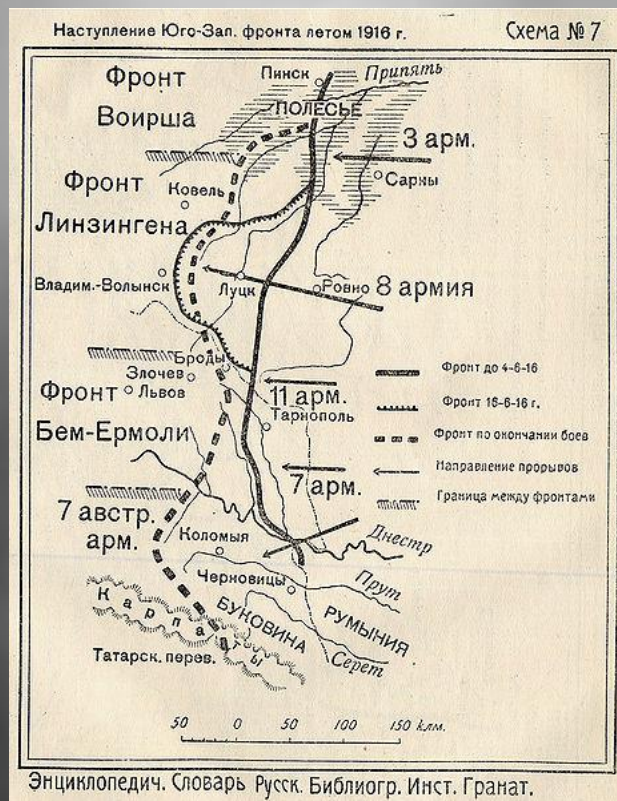 Наступление Юго-Зап. фронта летом 1916 г.
Схема № 7
Фронт
Воирша
Пинск
Припять
ПОЛЕСЬЕ
3 арм.
Сарны
Фронт
Линзингена
Ковель
Владим.-Волынск
Луцк
Ровно
8 армия
Броды
Злочев
Львов
Фронт
Бем-Ермоли
11 арм.
Тарнополь
7 арм.
7 австр.
арм.
Фронт до 4-6-16
Фронт 16-6-16 г.
Фронт по окончании боев
Направление прорывов
Граница между фронтами
Коломыя
Днестр
Черновицы
Прут
Карпаты
БУКОВИНА
РУМЫНИЯ
Татарск. перев.
Серет
50 0 50 100 150 клм.
Энциклопедич. Словарь Русск. Библиогр. Инст. Гранат.